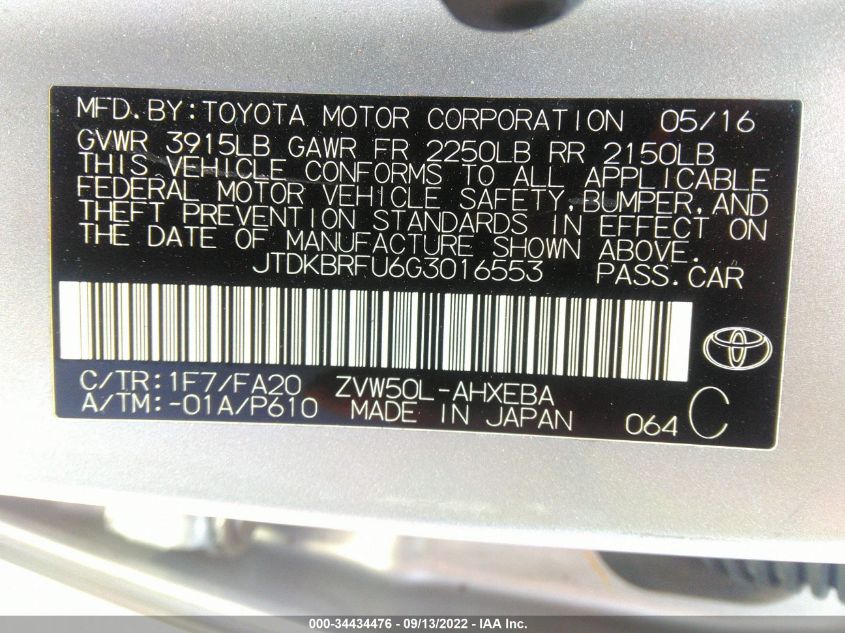 MFD.BY:TOYOTA MOTOR CORPORATION 05/16
GVWR 3915LB GAWR FR 2250LB RR 2150LB
THIS VEHICLE CONFORMS TO ALL APPLICABLE
FEDERAL MOTOR VEHICLE SAFETY,BUMPER,AND
THEFT PREVENTION STANDARDS IN EFFECT ON
THE DATE OF MANUFACTURE SHOWN ABOVE.
JTDKBRFU6G3016553 PASS.CAR
C/TR:1F7/FA20 ZVW50L-AHXEBA
A/TM:-01A/P610 MADE IN JAPAN 064 C
000-34434476 - 09/13/2022 - IAA Inc.